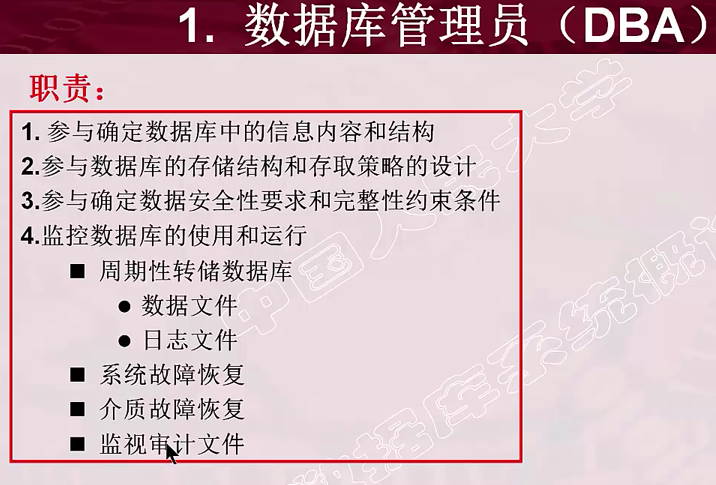 1. 数据库管理员（DBA）
职责：
1. 参与确定数据库中的信息内容和结构
2.参与数据库的存储结构和存取策略的设计
3.参与确定数据安全性要求和完整性约束条件
4.监控数据库的使用和运行
■ 周期性转储数据库
● 数据文件
● 日志文件
■ 系统故障恢复
■ 介质故障恢复
■ 监视审计文件
中国人民大学
数据库系统概论